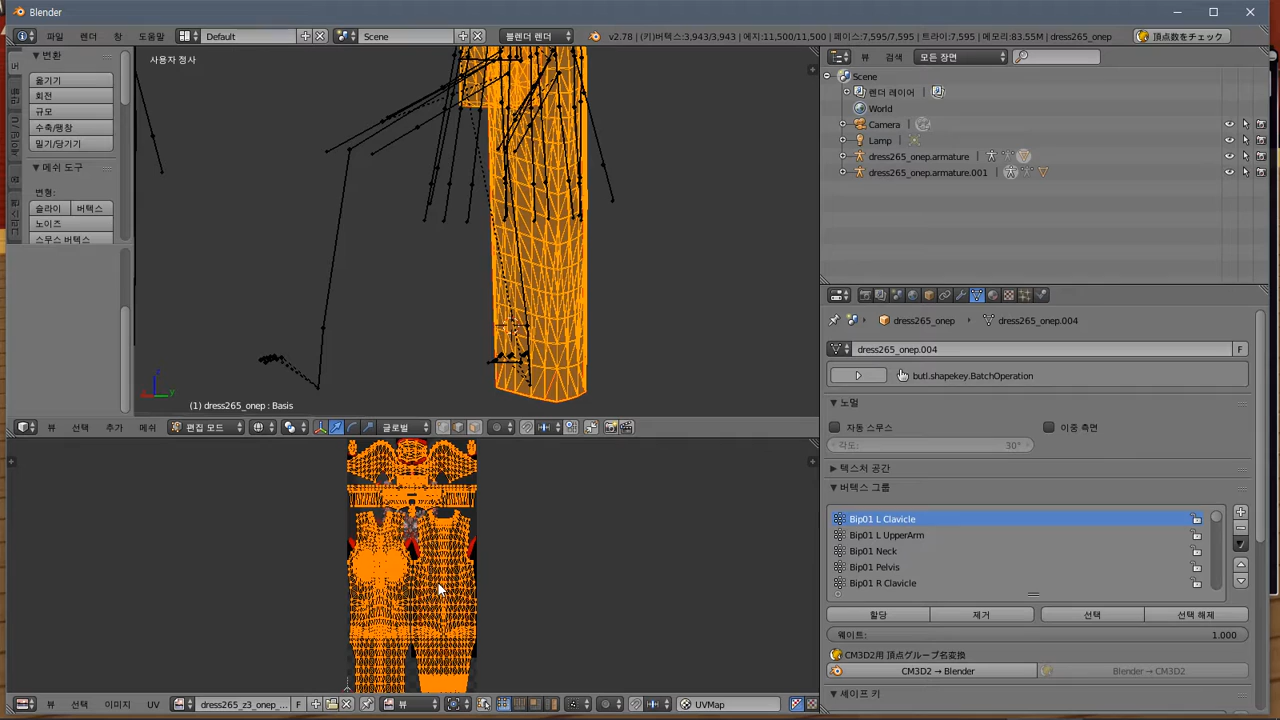 Blender
파일 렌더 창 도움말 Default Scene 블렌더 렌더 v2.78 | (키)버텍스:3,943/3,943 | 에지:11,500/11,500 | 페이스:7,595/7,595 | 트라이:7,595 | 메모리:83.55M | dress265_onep 頂点数をチェック
변환
옮기기
회전
규모
수축/팽창
밀기/당기기
메쉬 도구
변형:
슬라이 버텍스
노이즈
스무스 버텍스
사용자 정사
(1) dress265_onep : Basis
뷰 선택 추가 메쉬 편집 모드 글로벌
뷰 선택 이미지 UV dress265_z3_onep_... F 뷰 UVMap
뷰 검색 모든 장면
Scene
렌더 레이어
World
Camera
Lamp
dress265_onep.armature
dress265_onep.armature.001
dress265_onep dress265_onep.004
dress265_onep.004 F
butl.shapekey.BatchOperation
노멀
자동 스무스 이중 측면
각도: 30°
텍스처 공간
버텍스 그룹
Bip01 L Clavicle
Bip01 L UpperArm
Bip01 Neck
Bip01 Pelvis
Bip01 R Clavicle
할당 제거 선택 선택 해제
웨이트: 1.000
CM3D2用 頂点グループ名変換
CM3D2 → Blender Blender → CM3D2
셰이프 키